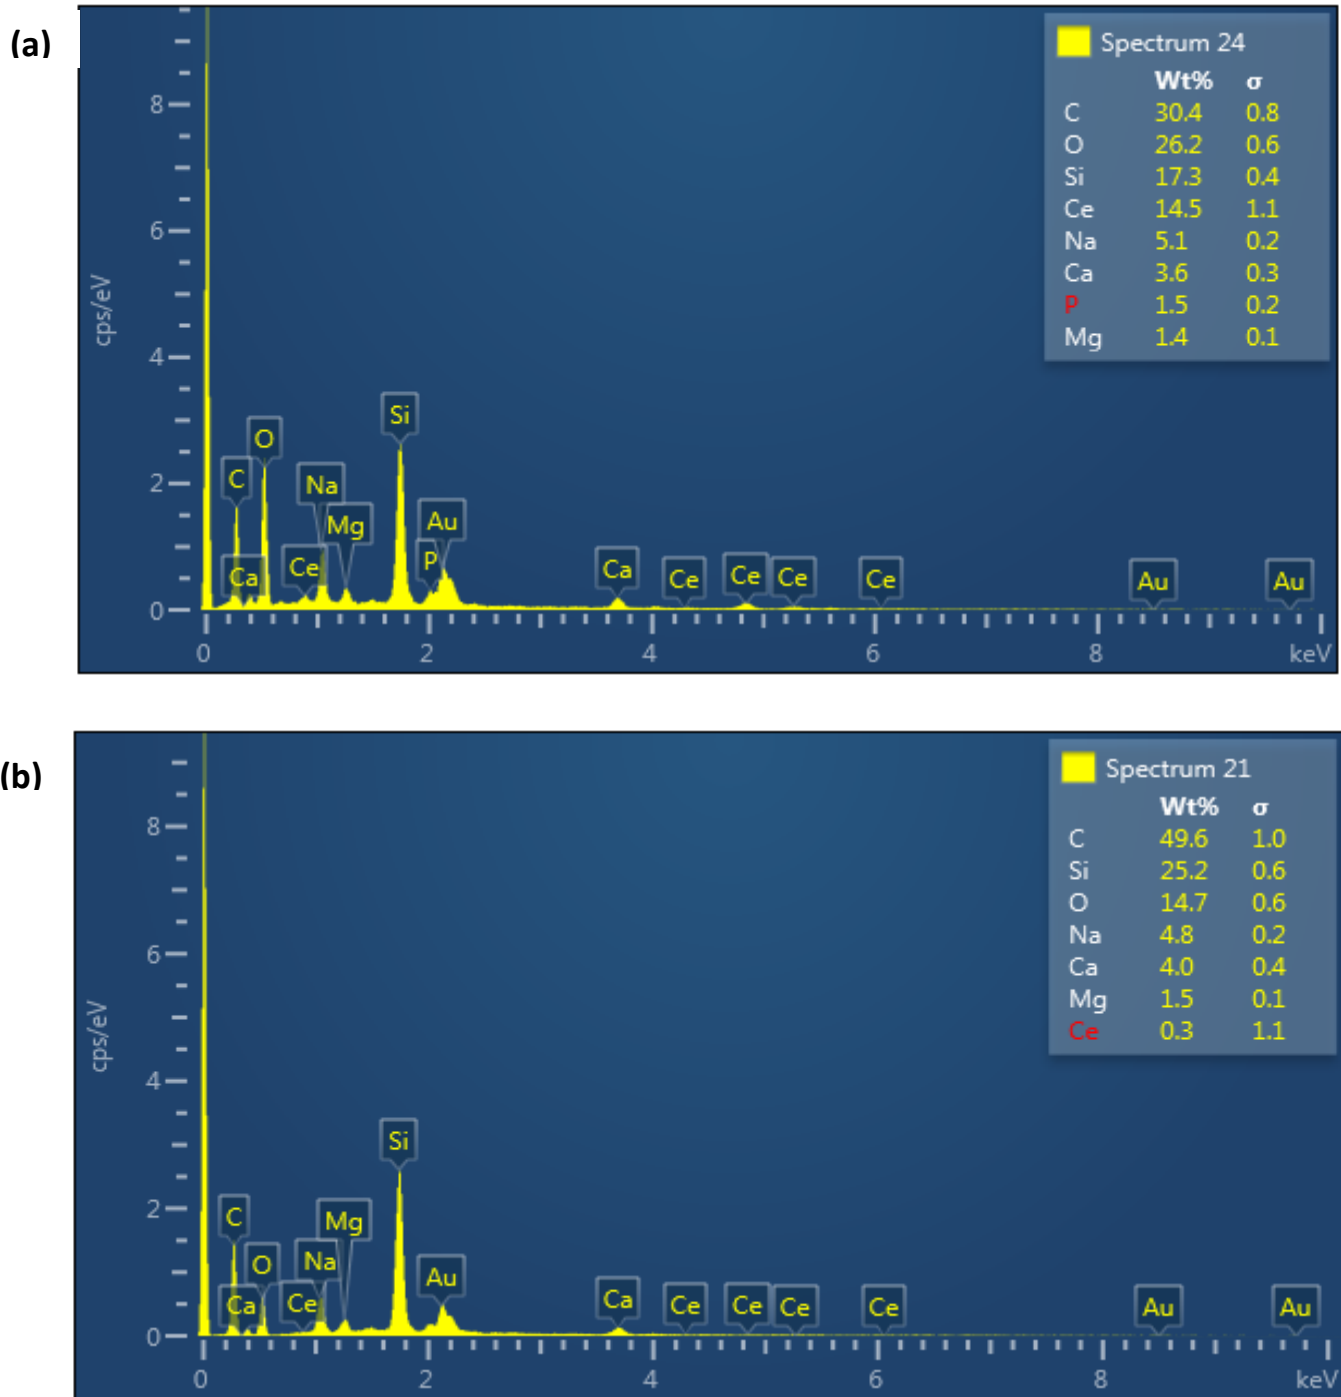 (a)
Spectrum 24
Wt% σ
C 30.4 0.8
O 26.2 0.6
Si 17.3 0.4
Ce 14.5 1.1
Na 5.1 0.2
Ca 3.6 0.3
P 1.5 0.2
Mg 1.4 0.1
8
6
cps/eV
4
Si
O
C Na
2
Mg Au
P
Ca Ce Ca Ce Ce Ce Ce Au Au
0
0 2 4 6 8 keV
(b)
Spectrum 21
Wt% σ
C 49.6 1.0
Si 25.2 0.6
O 14.7 0.6
Na 4.8 0.2
Ca 4.0 0.4
Mg 1.5 0.1
Ce 0.3 1.1
8
6
cps/eV
4
Si
2
C Mg
O Na Au
Ca Ce Ca Ce Ce Ce Ce Au Au
0
0 2 4 6 8 keV